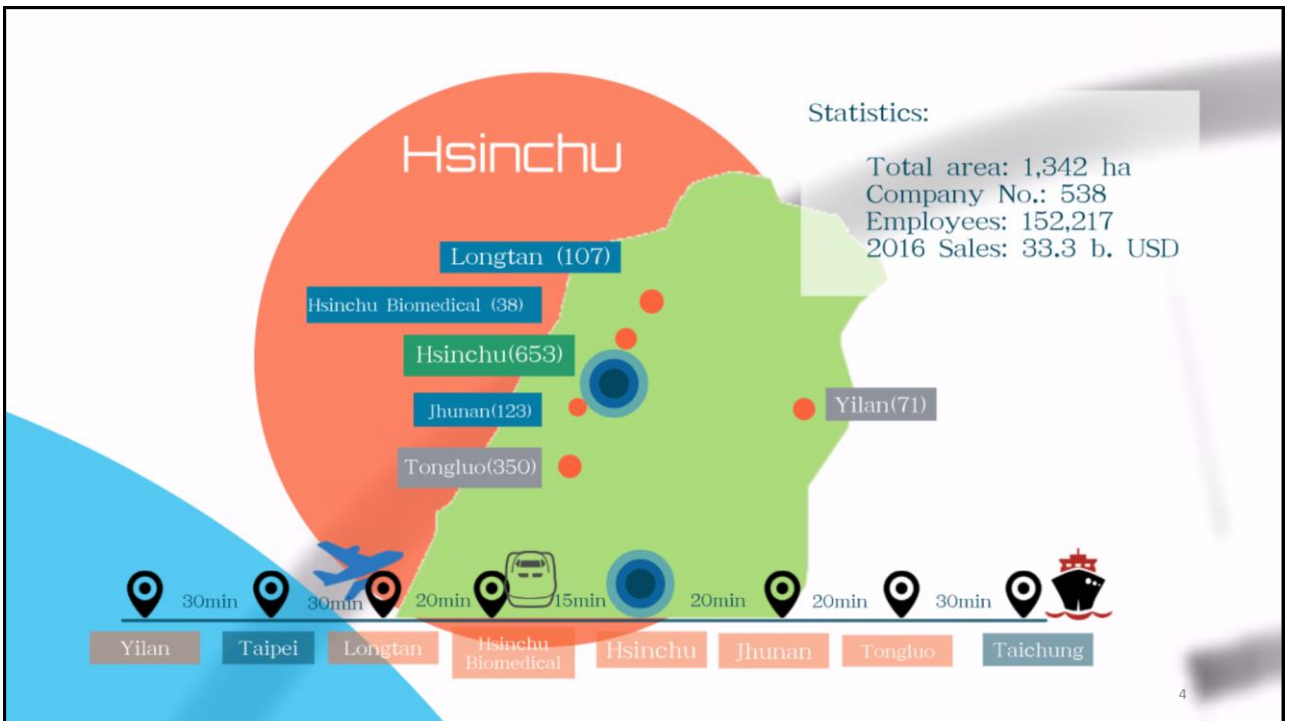 Hsinchu
Statistics:
Total area: 1,342 ha
Company No.: 538
Employees: 152,217
2016 Sales: 33.3 b. USD
Longtan (107)
Hsinchu Biomedical (38)
Hsinchu(653)
Jhunan(123)
Yilan(71)
Tongluo(350)
30min
30min
20min
15min
20min
20min
30min
Yilan
Taipei
Longtan
Hsinchu
Biomedical
Hsinchu
Jhunan
Tongluo
Taichung
4